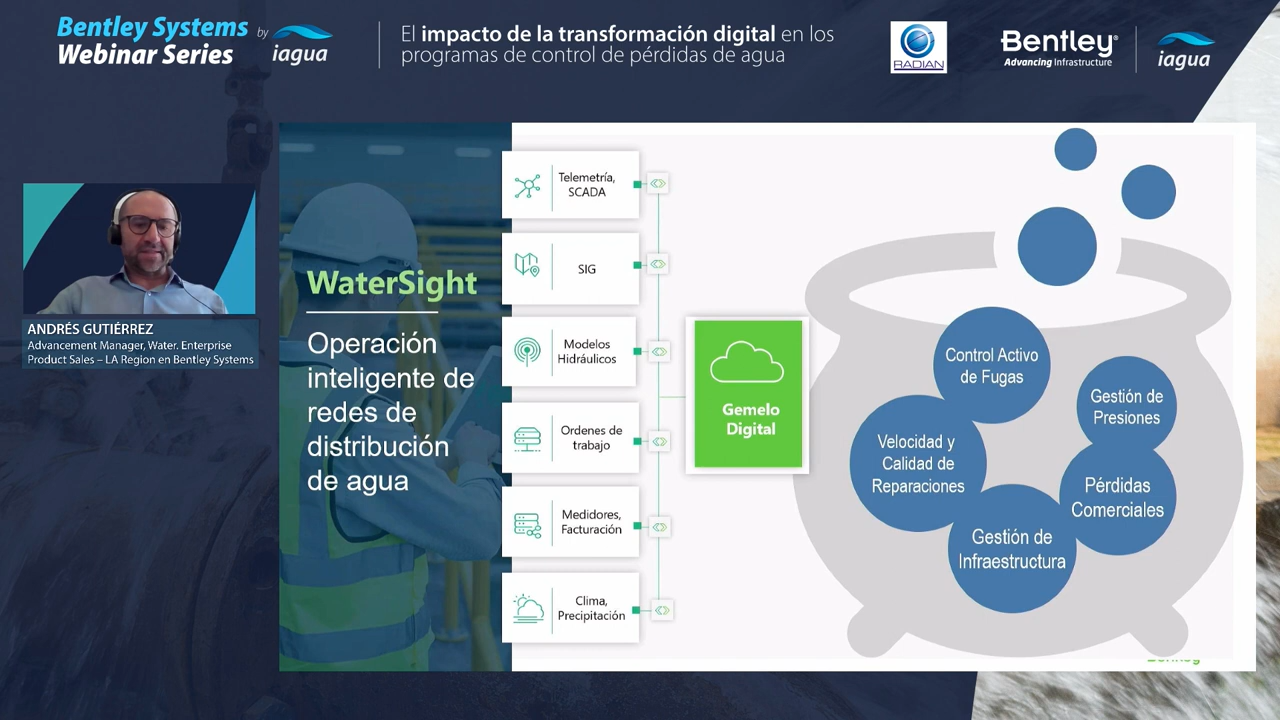 Bentley Systems
Webinar Series
by
iagua
El impacto de la transformación digital en los
programas de control de pérdidas de agua
RADIAN
Bentley®
Advancing Infrastructure
iagua
ANDRÉS GUTIÉRREZ
Advancement Manager, Water. Enterprise
Product Sales – LA Region en Bentley Systems
WaterSight
Operación
inteligente de
redes de
distribución
de agua
Telemetría,
SCADA
SIG
Modelos
Hidráulicos
Ordenes de
trabajo
Medidores,
Facturación
Clima,
Precipitación
Gemelo
Digital
Control Activo
de Fugas
Gestión de
Presiones
Velocidad y
Calidad de
Reparaciones
Pérdidas
Comerciales
Gestión de
Infraestructura